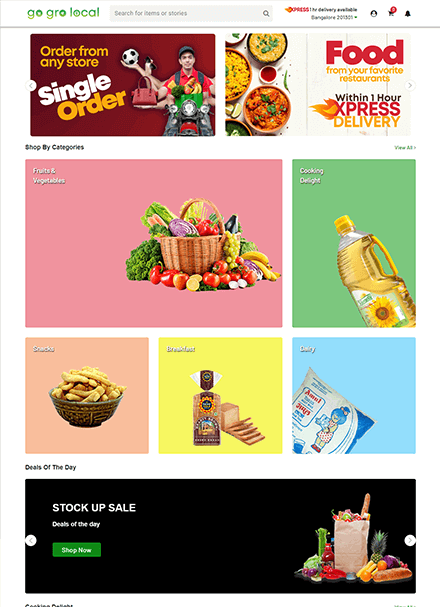 go gro local
Search for items or stories
XPRESS 1 hr delivery available
Bangalore 201301
Order from
any store
Single
Order
Food
from your favorite
restaurants
Within 1 Hour
XPRESS
DELIVERY
Shop By Categories
View All >
Fruits &
Vegetables
Cooking
Delight
Snacks
Breakfast
Dairy
Amul
Deals Of The Day
STOCK UP SALE
Deals of the day
Shop Now
Cooking Delight
View All >